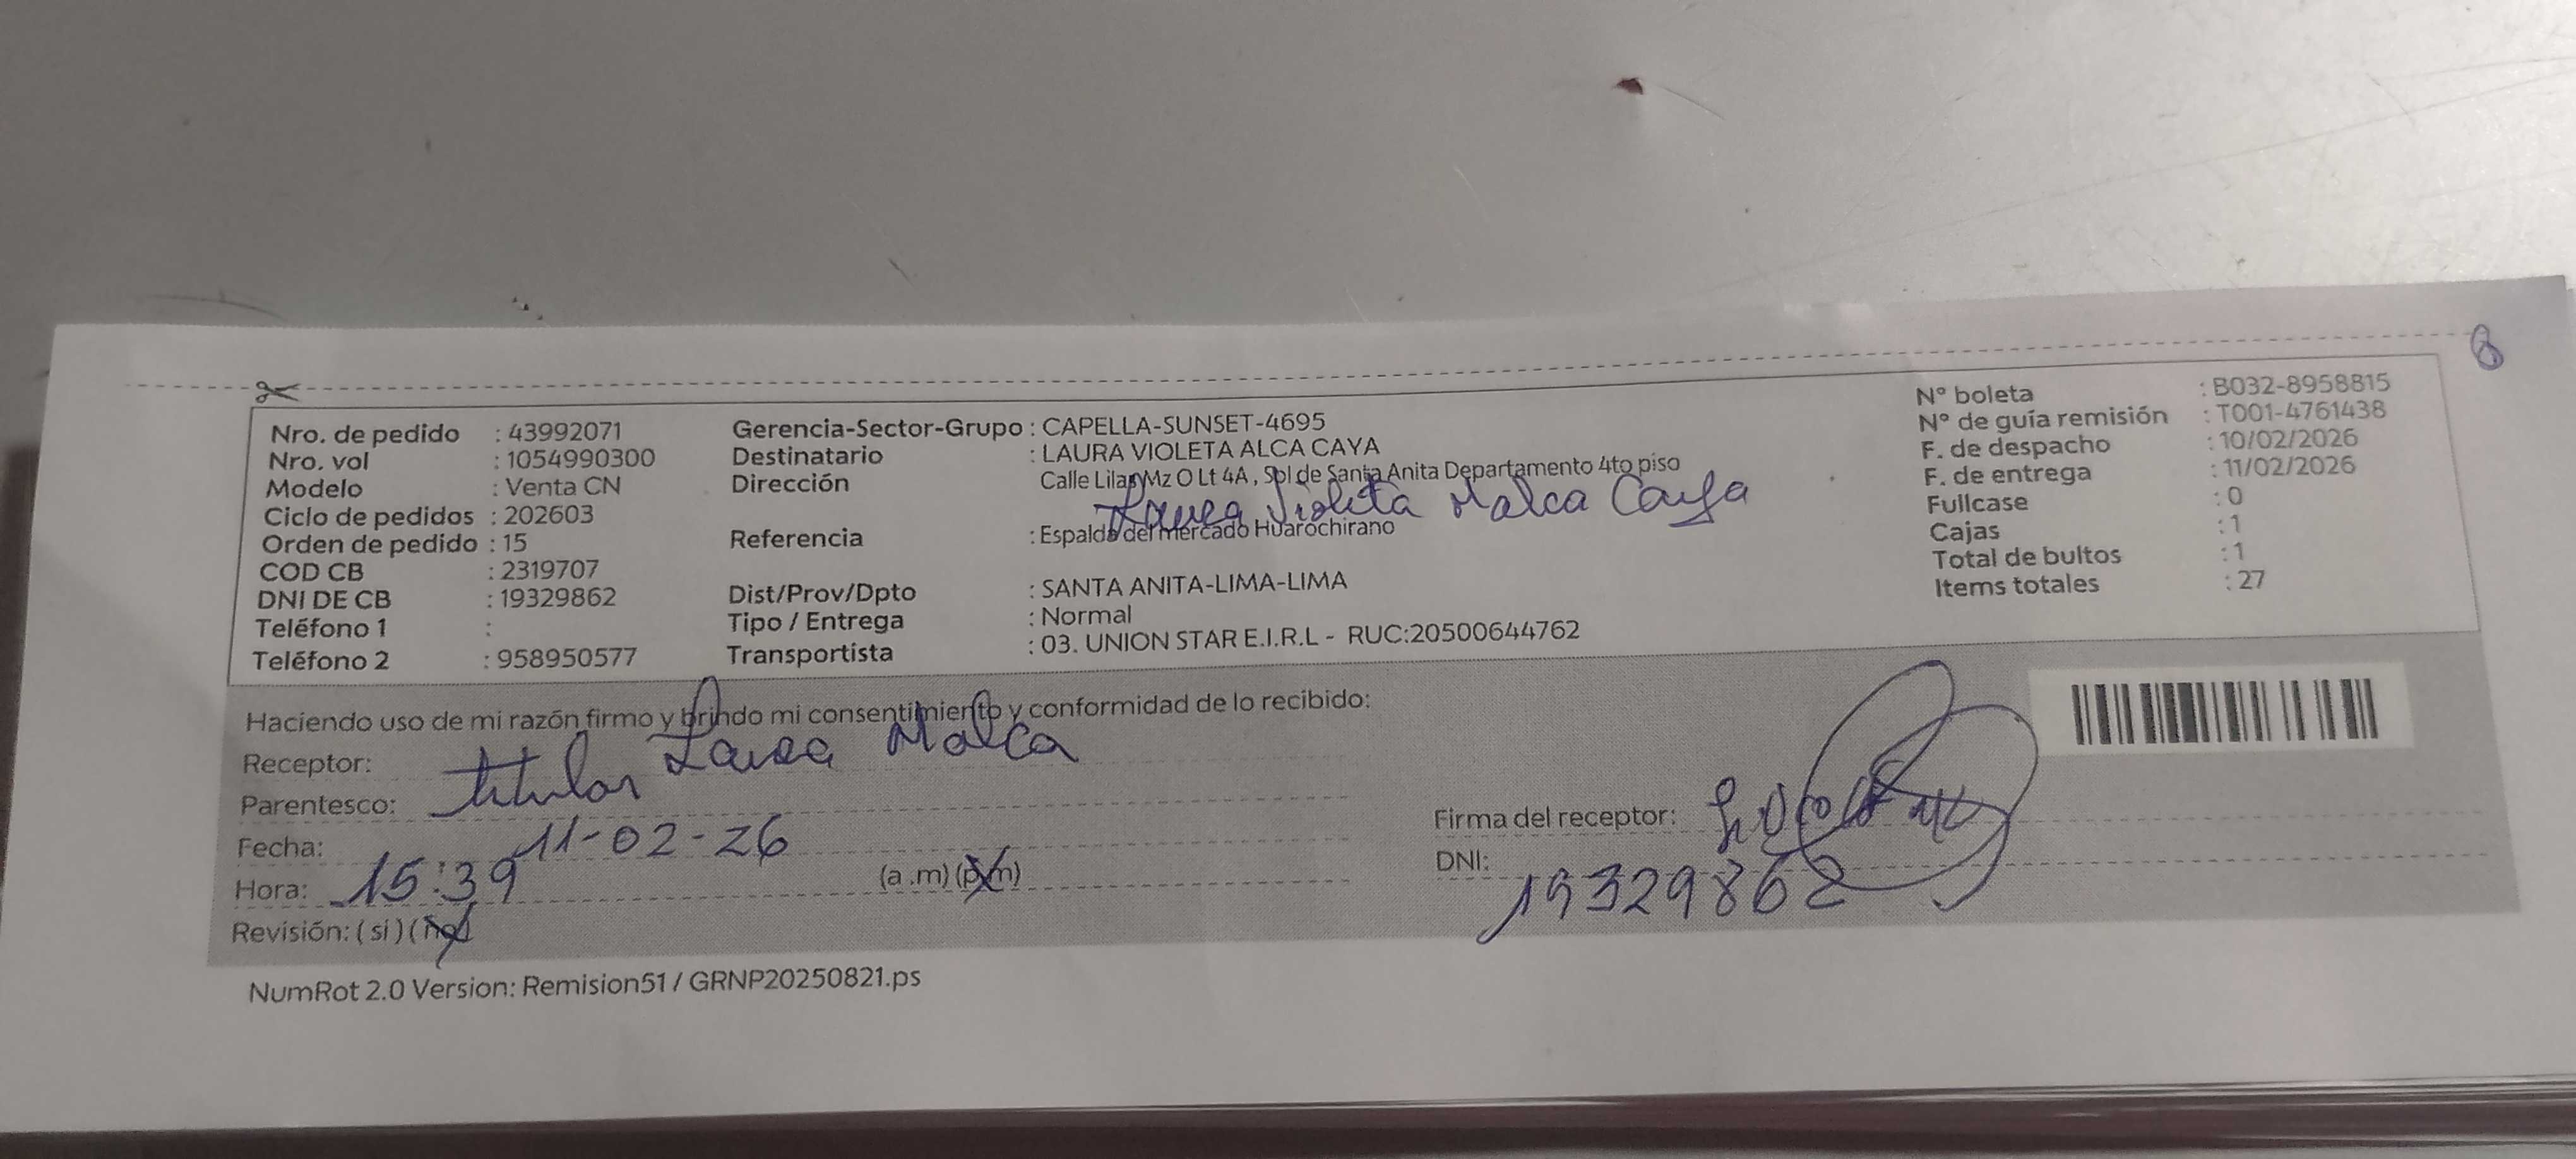 8
Nro. de pedido : 43992071
Nro. vol : 1054990300
Modelo : Venta CN
Ciclo de pedidos : 202603
Orden de pedido : 15
COD CB : 2319707
DNI DE CB : 19329862
Teléfono 1 :
Teléfono 2 : 958950577
Gerencia-Sector-Grupo : CAPELLA-SUNSET-4695
Destinatario : LAURA VIOLETA ALCA CAYA
Dirección Calle Lilas Mz O Lt 4A , Sol de Santa Anita Departamento 4to piso
Laura Violeta Malca Caya
Referencia : Espalda del mercado Huarochirano
Dist/Prov/Dpto : SANTA ANITA-LIMA-LIMA
Tipo / Entrega : Normal
Transportista : 03. UNION STAR E.I.R.L - RUC:20500644762
N° boleta : B032-8958815
N° de guía remisión : T001-4761438
F. de despacho : 10/02/2026
F. de entrega : 11/02/2026
Fullcase : 0
Cajas : 1
Total de bultos : 1
Items totales : 27
Haciendo uso de mi razón firmo y brindo mi consentimiento y conformidad de lo recibido:
Receptor: Laura Malca
Parentesco: titular
Fecha: 11-02-26
Hora: 15:39 (a .m) (p.m)
Revisión: ( si ) ( no )
Firma del receptor:
DNI: 19329862
NumRot 2.0 Version: Remision51 / GRNP20250821.ps